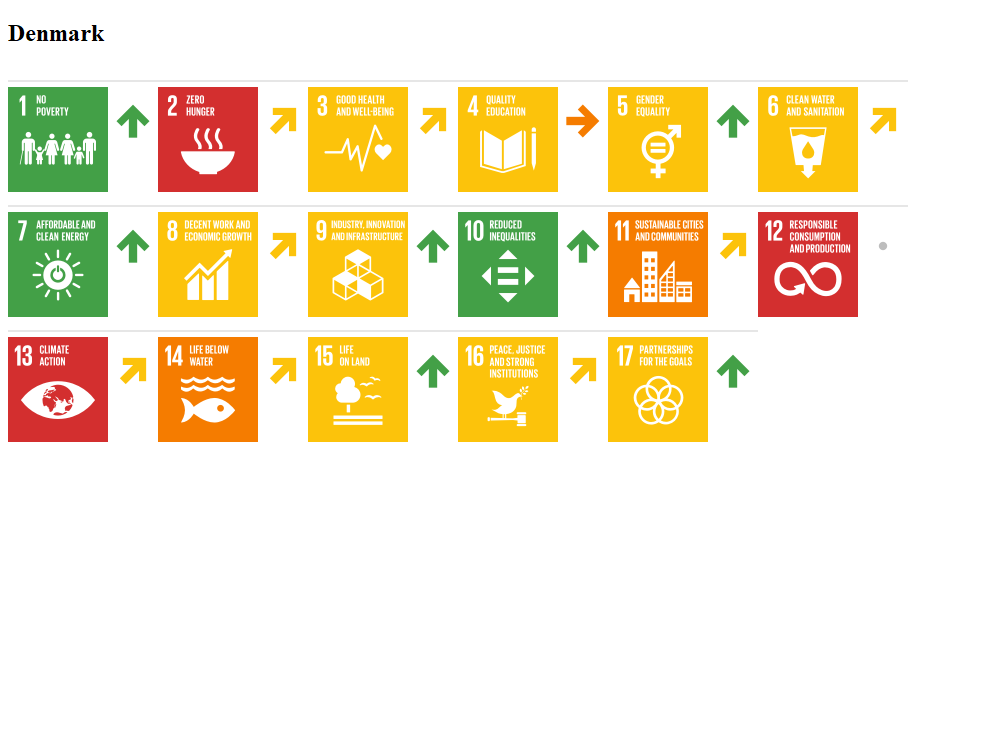 Denmark
1 NO
POVERTY
2 ZERO
HUNGER
3 GOOD HEALTH
AND WELL-BEING
4 QUALITY
EDUCATION
5 GENDER
EQUALITY
6 CLEAN WATER
AND SANITATION
7 AFFORDABLE AND
CLEAN ENERGY
8 DECENT WORK AND
ECONOMIC GROWTH
9 INDUSTRY, INNOVATION
AND INFRASTRUCTURE
10 REDUCED
INEQUALITIES
11 SUSTAINABLE CITIES
AND COMMUNITIES
12 RESPONSIBLE
CONSUMPTION
AND PRODUCTION
13 CLIMATE
ACTION
14 LIFE BELOW
WATER
15 LIFE
ON LAND
16 PEACE, JUSTICE
AND STRONG
INSTITUTIONS
17 PARTNERSHIPS
FOR THE GOALS